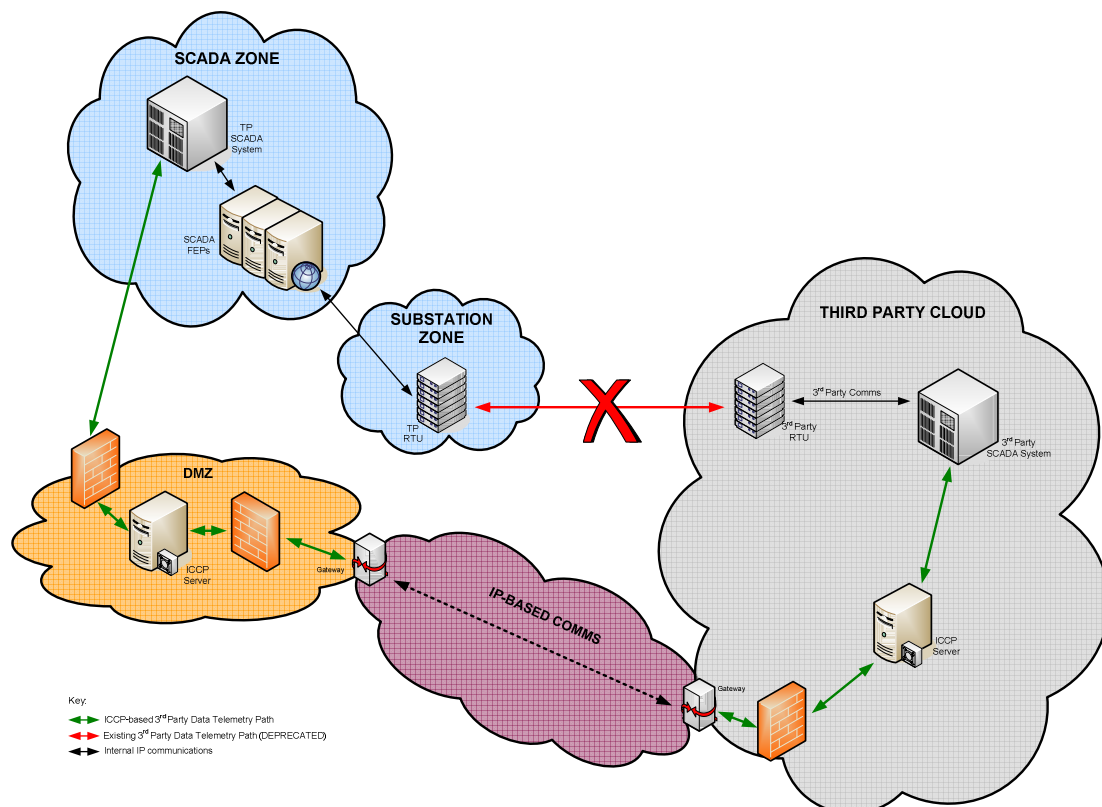 SCADA ZONE
TP
SCADA
System
SCADA
FEPs
SUBSTATION
ZONE
TP
RTU
THIRD PARTY CLOUD
3rd Party Comms
3rd Party
RTU
3rd Party
SCADA System
DMZ
ICCP
Server
Gateway
IP-BASED COMMS
Gateway
ICCP
Server
Key:
ICCP-based 3rd Party Data Telemetry Path
Existing 3rd Party Data Telemetry Path (DEPRECATED)
Internal IP communications